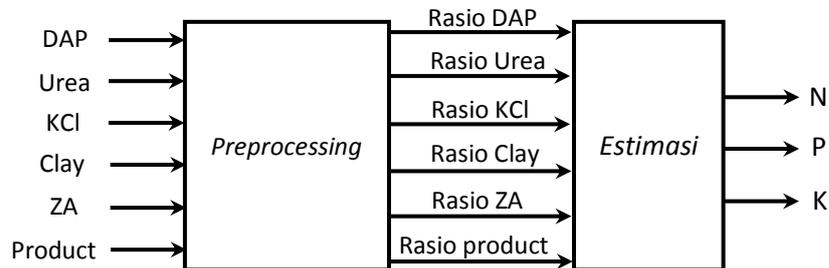 DAP
Urea
KCl
Clay
ZA
Product
Preprocessing
Rasio DAP
Rasio Urea
Rasio KCl
Rasio Clay
Rasio ZA
Rasio product
Estimasi
N
P
K